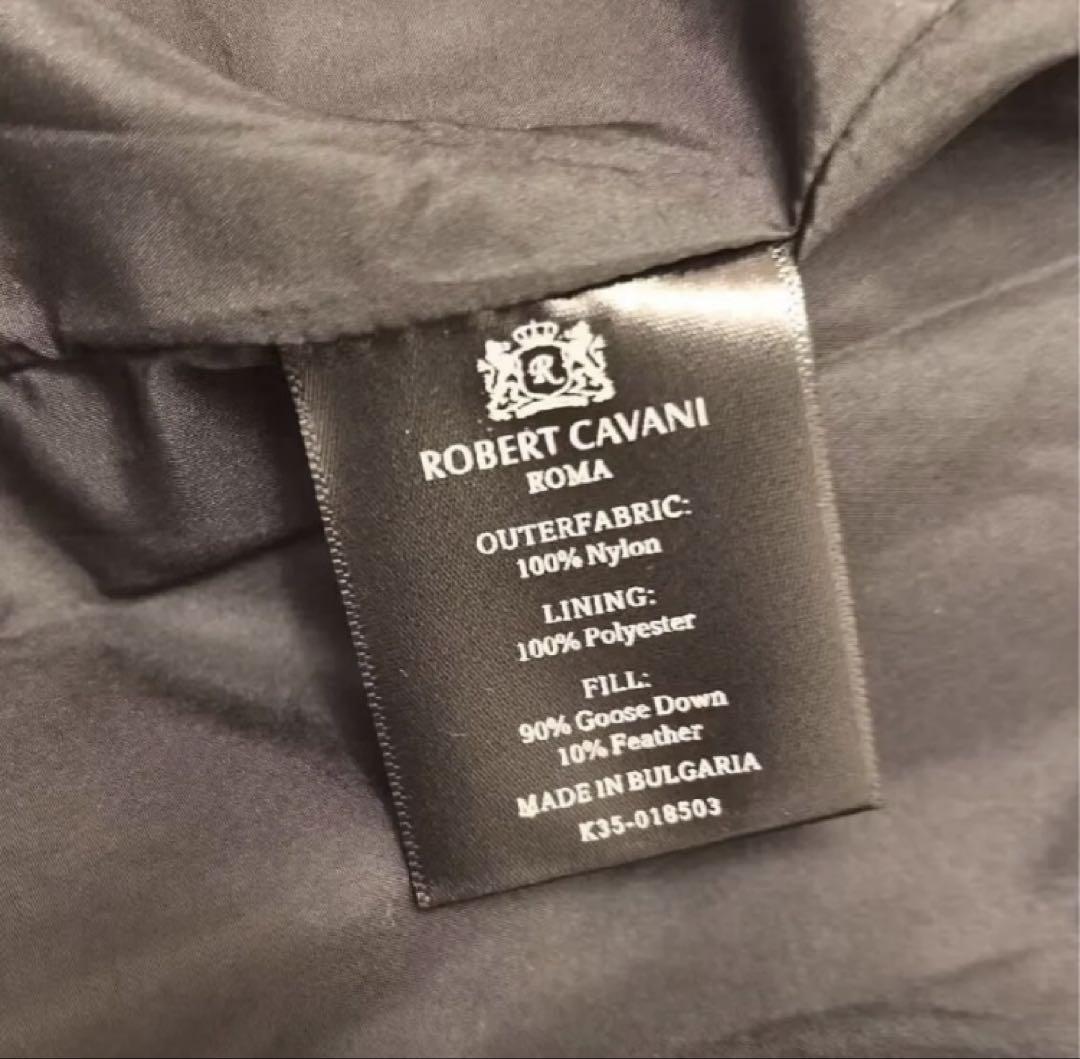 R
ROBERT CAVANI
ROMA
OUTERFABRIC:
100% Nylon
LINING:
100% Polyester
FILL:
90% Goose Down
10% Feather
MADE IN BULGARIA
K35-018503